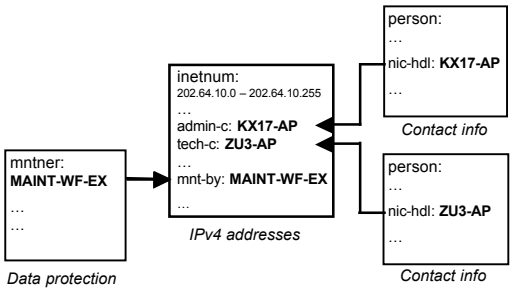 mntner:
MAINT-WF-EX
…
…
Data protection
inetnum:
202.64.10.0 – 202.64.10.255
…
admin-c: KX17-AP
tech-c: ZU3-AP
…
mnt-by: MAINT-WF-EX
…
IPv4 addresses
person:
…
nic-hdl: KX17-AP
…
Contact info
person:
…
nic-hdl: ZU3-AP
…
Contact info